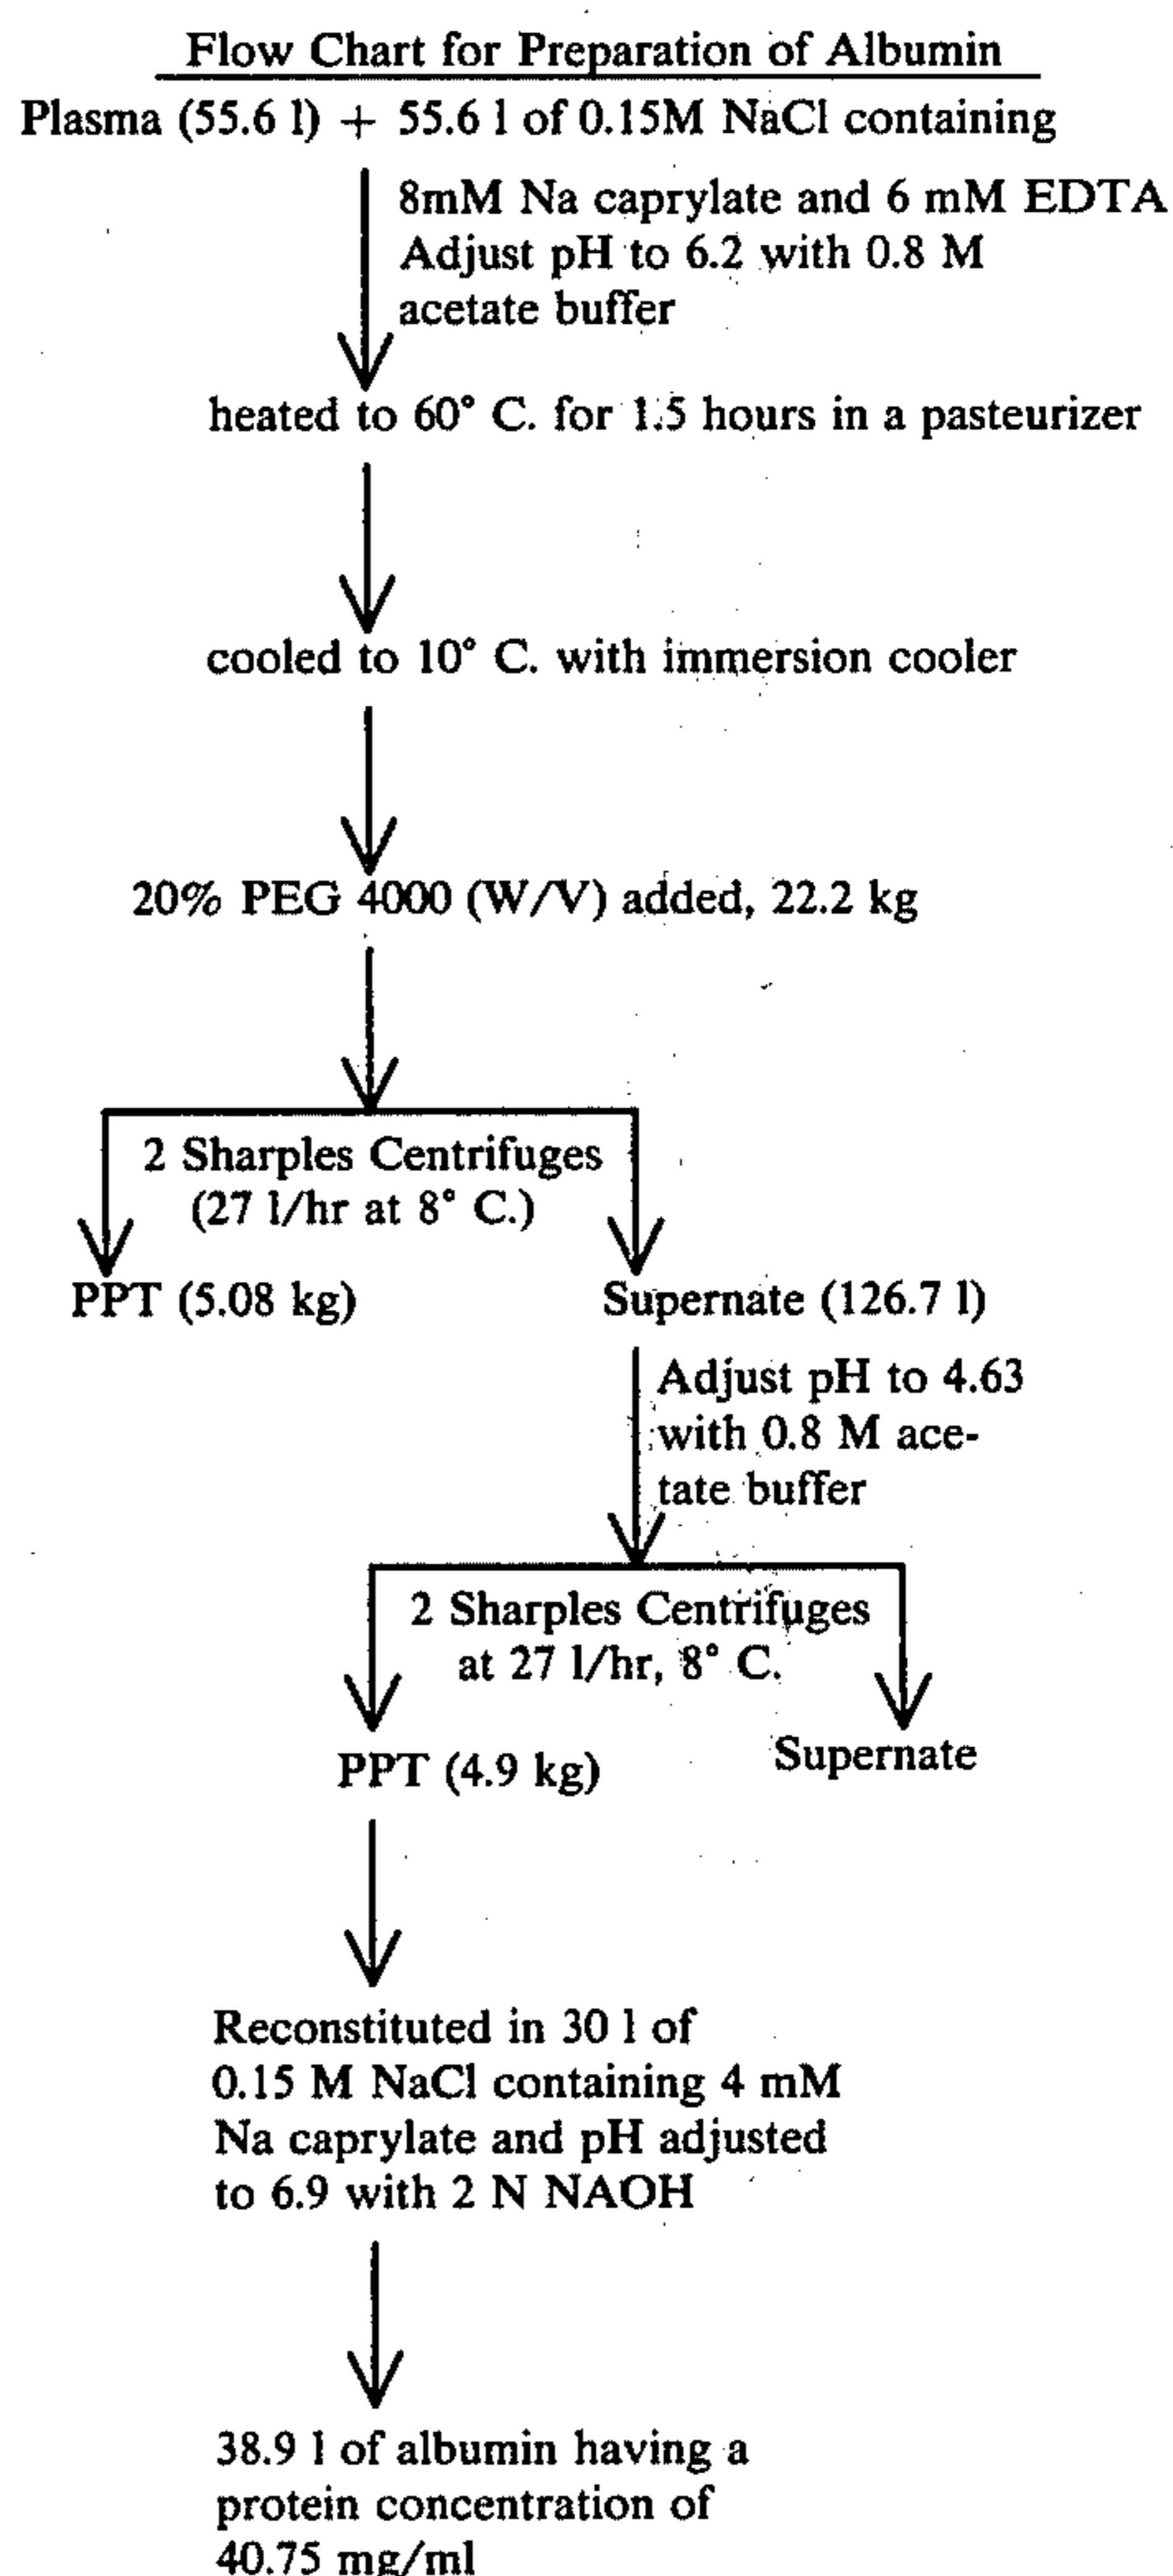 Flow Chart for Preparation of Albumin
Plasma (55.6 l) + 55.6 l of 0.15M NaCl containing
8mM Na caprylate and 6 mM EDTA
Adjust pH to 6.2 with 0.8 M
acetate buffer
heated to 60° C. for 1.5 hours in a pasteurizer
cooled to 10° C. with immersion cooler
20% PEG 4000 (W/V) added, 22.2 kg
2 Sharples Centrifuges
(27 l/hr at 8° C.)
PPT (5.08 kg)
Supernate (126.7 l)
Adjust pH to 4.63
with 0.8 M ace-
tate buffer
2 Sharples Centrifuges
at 27 l/hr, 8° C.
PPT (4.9 kg)
Supernate
Reconstituted in 30 l of
0.15 M NaCl containing 4 mM
Na caprylate and pH adjusted
to 6.9 with 2 N NAOH
38.9 l of albumin having a
protein concentration of
40.75 mg/ml